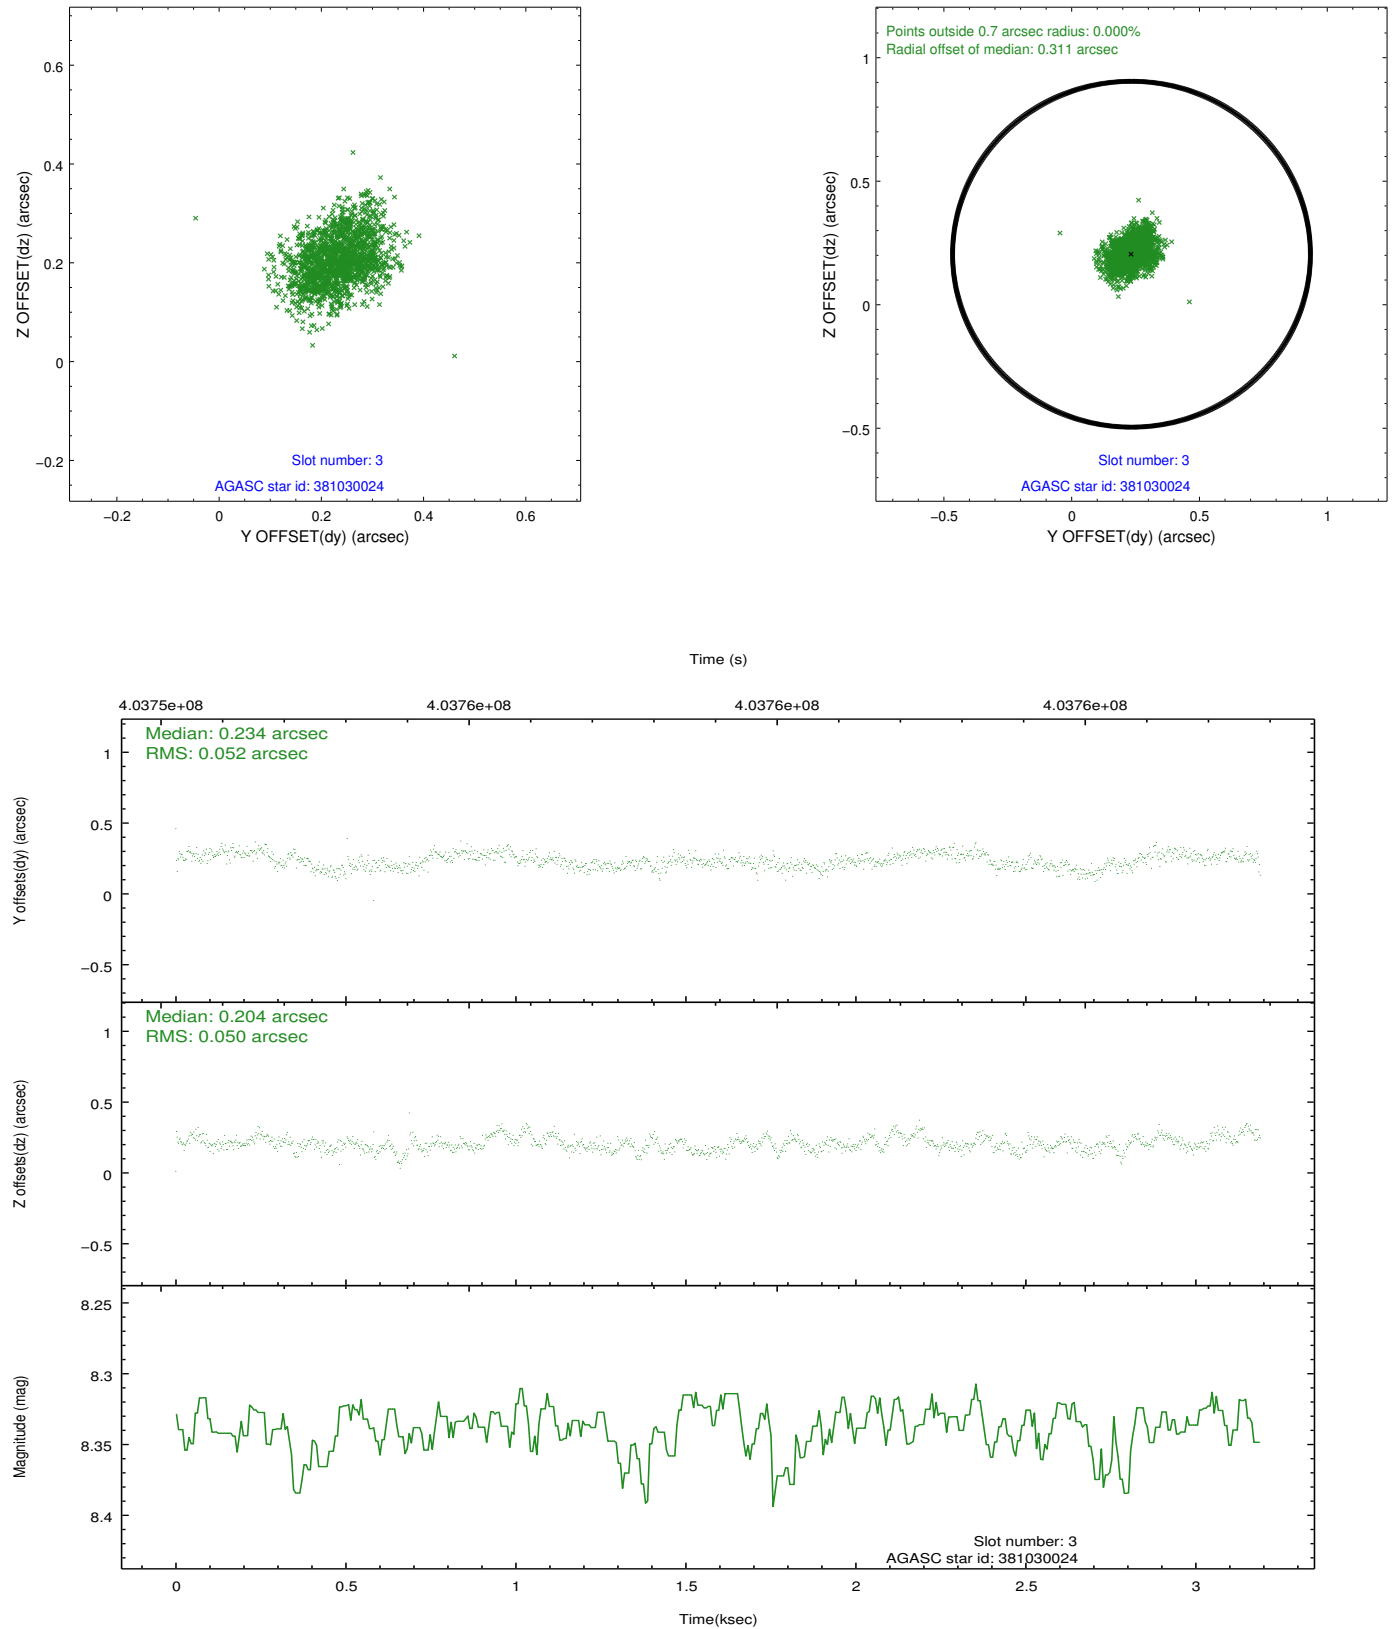 0.6
0.4
0.2
0
−0.2
Z OFFSET(dz) (arcsec)
Slot number: 3
AGASC star id: 381030024
−0.2 0 0.2 0.4 0.6
Y OFFSET(dy) (arcsec)
Points outside 0.7 arcsec radius: 0.000%
Radial offset of median: 0.311 arcsec
1
0.5
0
−0.5
Z OFFSET(dz) (arcsec)
Slot number: 3
AGASC star id: 381030024
−0.5 0 0.5 1
Y OFFSET(dy) (arcsec)
Time (s)
4.0375e+08 4.0376e+08 4.0376e+08 4.0376e+08
Median: 0.234 arcsec
RMS: 0.052 arcsec
1
0.5
0
−0.5
Y offsets(dy) (arcsec)
Median: 0.204 arcsec
RMS: 0.050 arcsec
1
0.5
0
−0.5
Z offsets(dz) (arcsec)
8.25
8.3
8.35
8.4
Magnitude (mag)
Slot number: 3
AGASC star id: 381030024
0 0.5 1 1.5 2 2.5 3
Time(ksec)